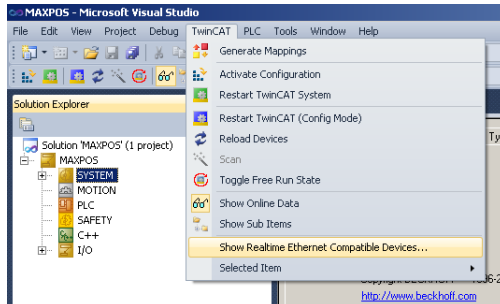 MAXPOS - Microsoft Visual Studio
File Edit View Project Debug TwinCAT PLC Tools Window Help
Generate Mappings
Activate Configuration
Restart TwinCAT System
Restart TwinCAT (Config Mode)
Reload Devices
Scan
Toggle Free Run State
Show Online Data
Show Sub Items
Show Realtime Ethernet Compatible Devices...
Selected Item
Solution Explorer
Solution 'MAXPOS' (1 project)
MAXPOS
SYSTEM
MOTION
PLC
SAFETY
C++
I/O
Ty
http://www.beckhoff.com